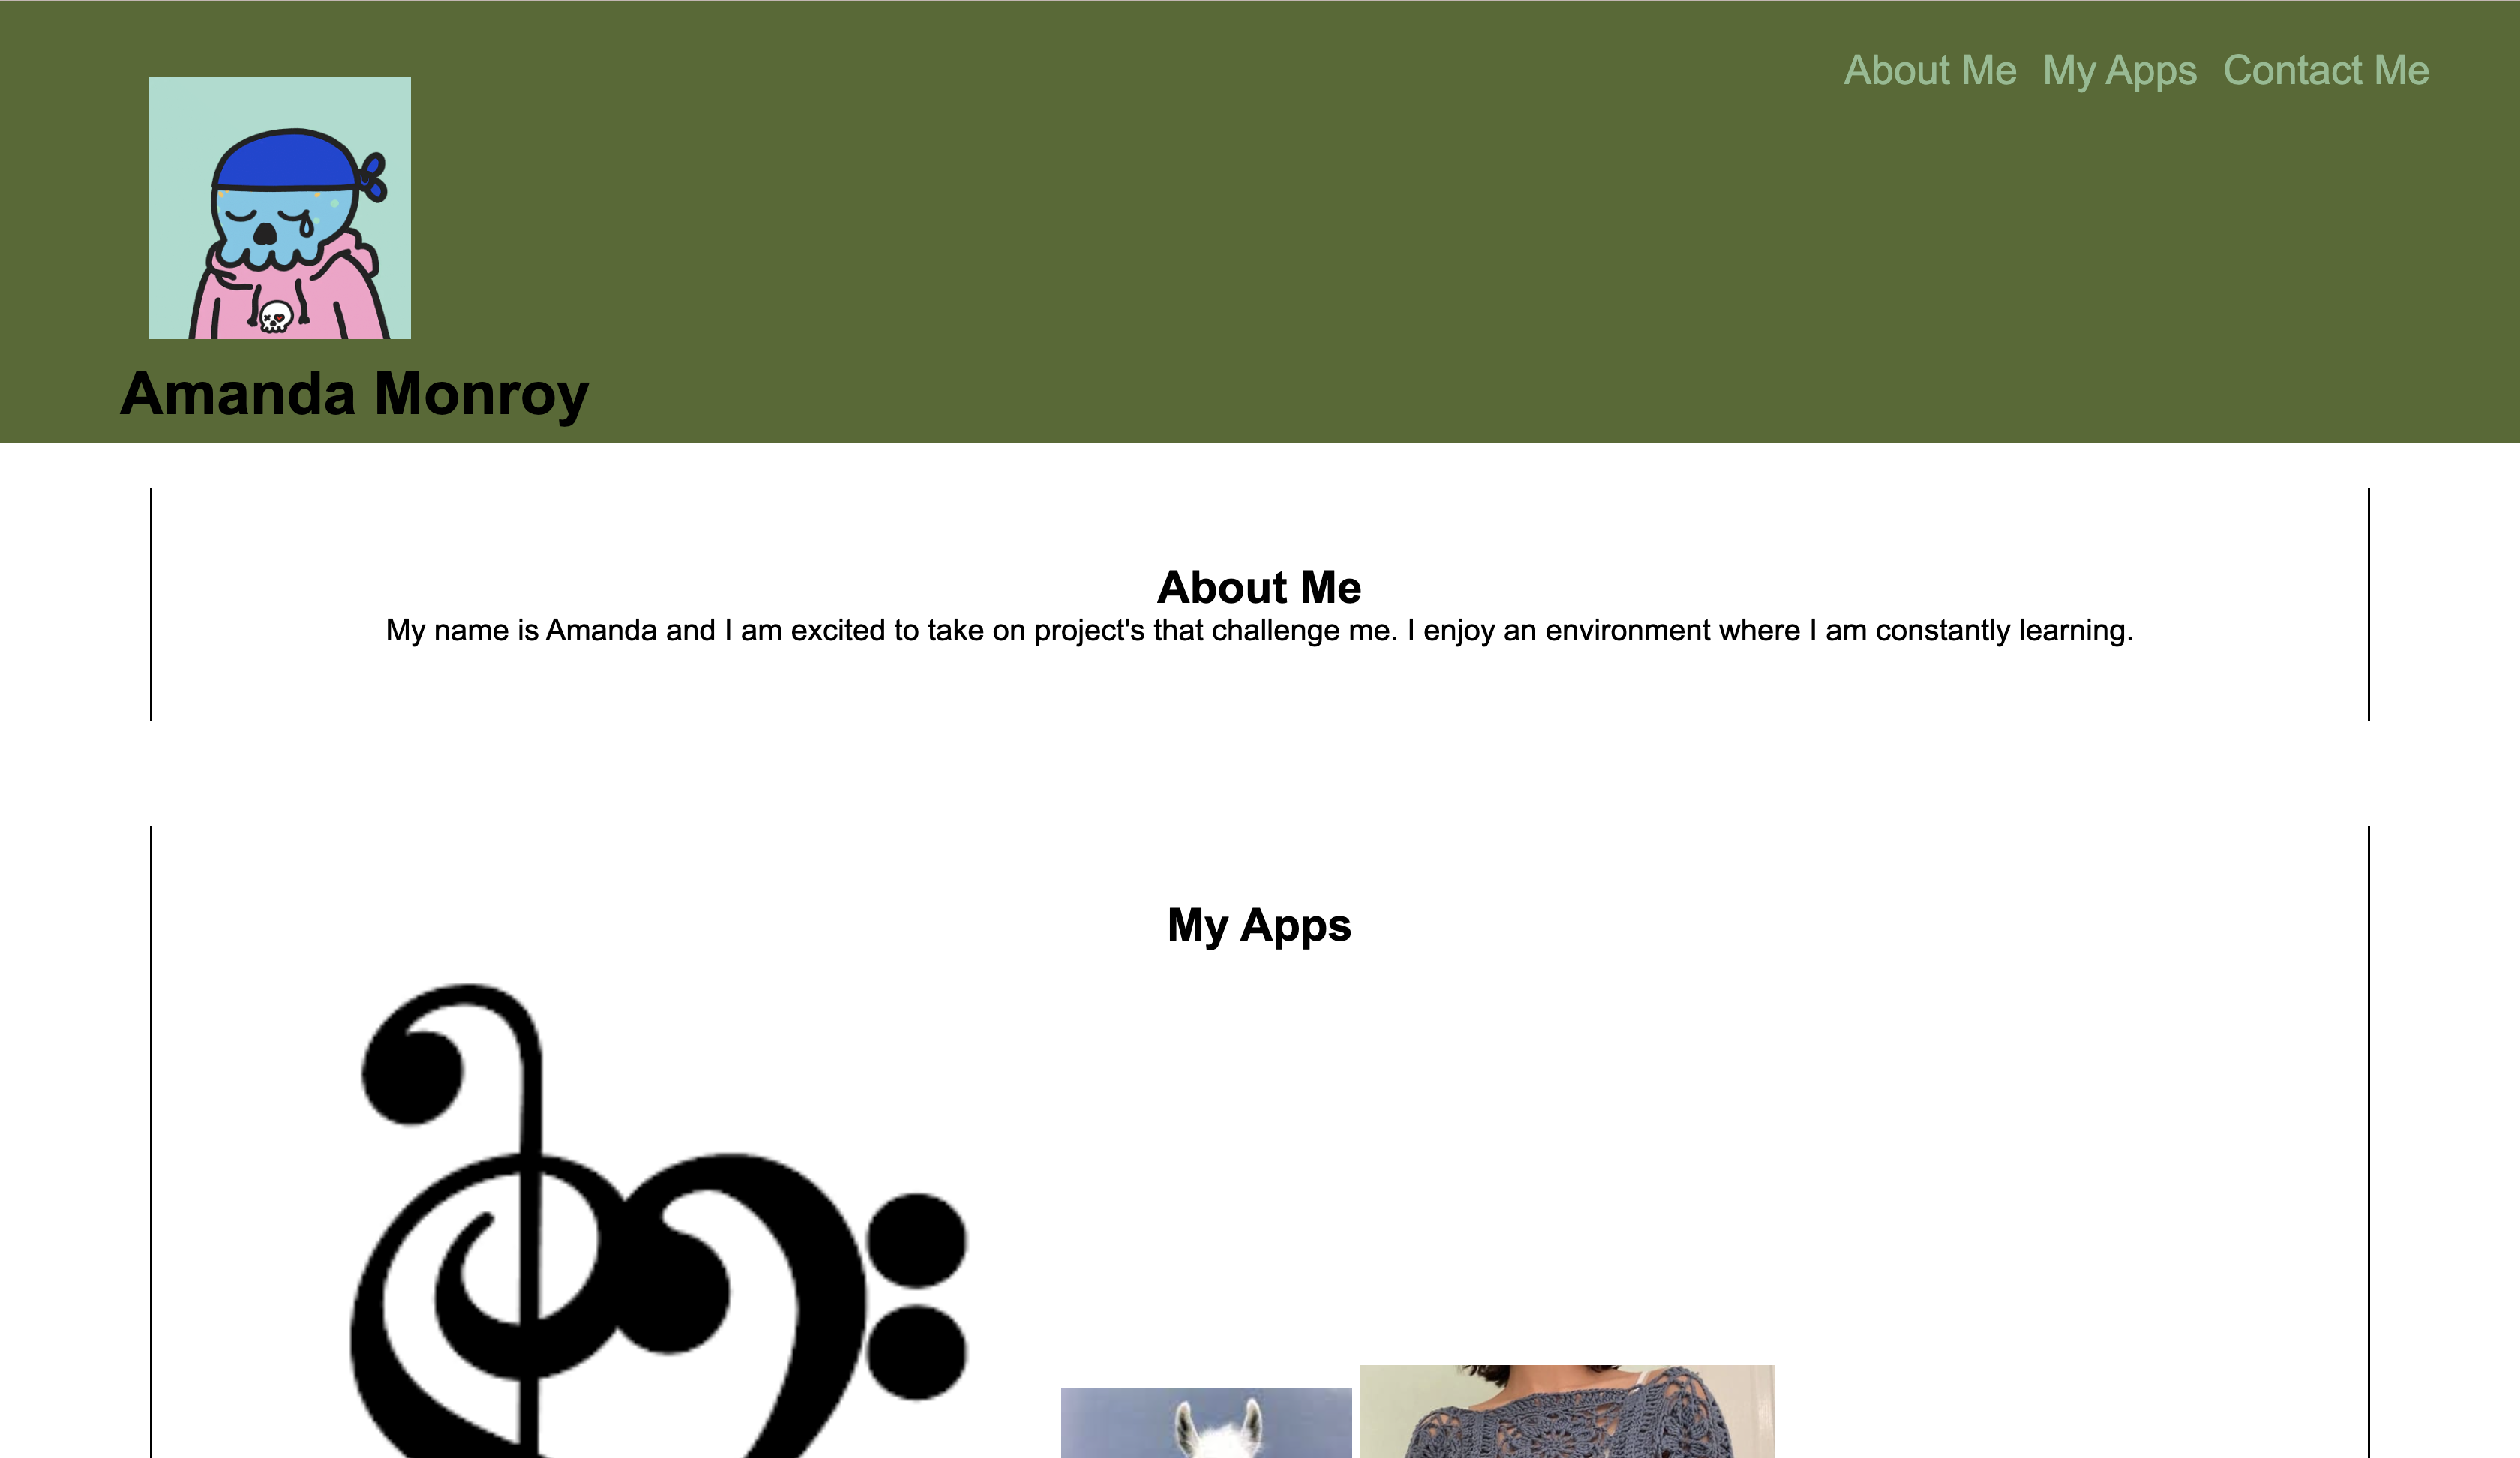 About Me My Apps Contact Me
Amanda Monroy
About Me
My name is Amanda and I am excited to take on project's that challenge me. I enjoy an environment where I am constantly learning.
My Apps